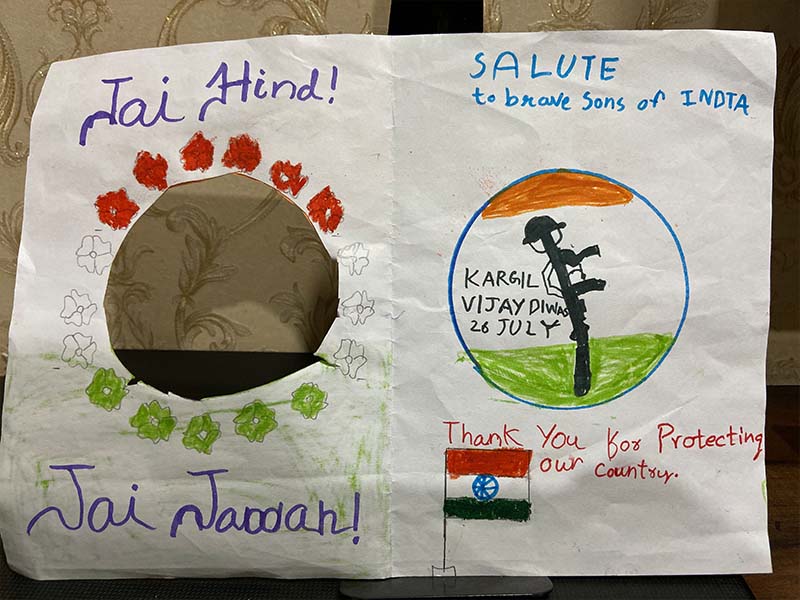 Jai Hind!
Jai Jawan!
SALUTE
to brave sons of INDIA
KARGIL
VIJAY DIWAS
26 JULY
Thank You for Protecting
our country.